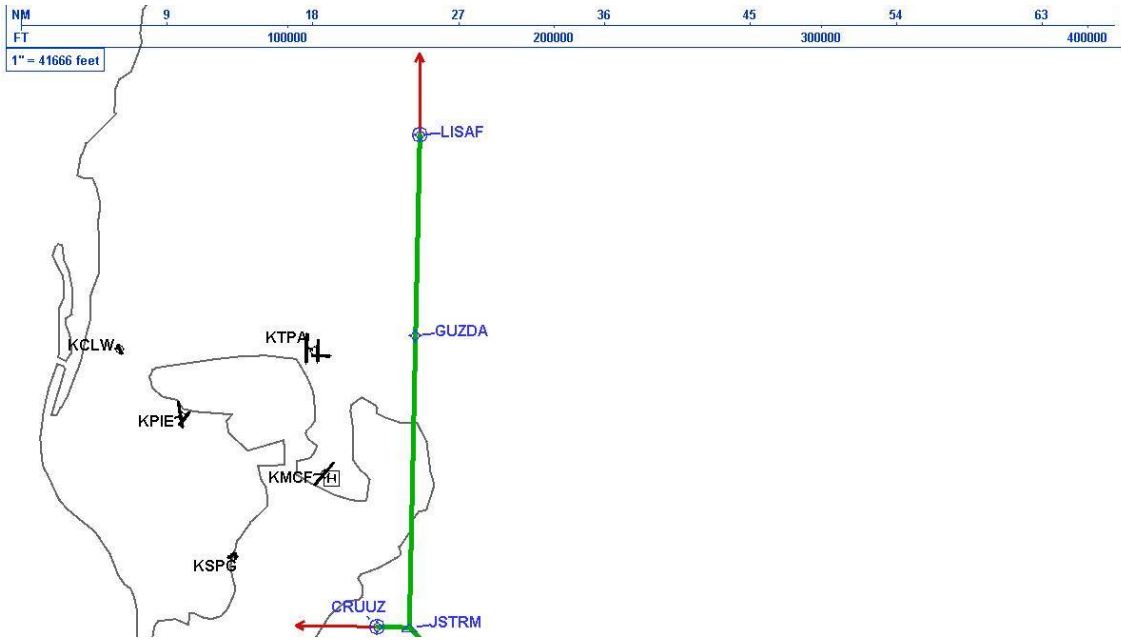 NM 9 18 27 36 45 54 63
FT 100000 200000 300000 400000
1" = 41666 feet
LISAF
GUZDA
KTPA
KCLW
KPIE
KMCF H
KSPG
CRUUZ
JSTRM